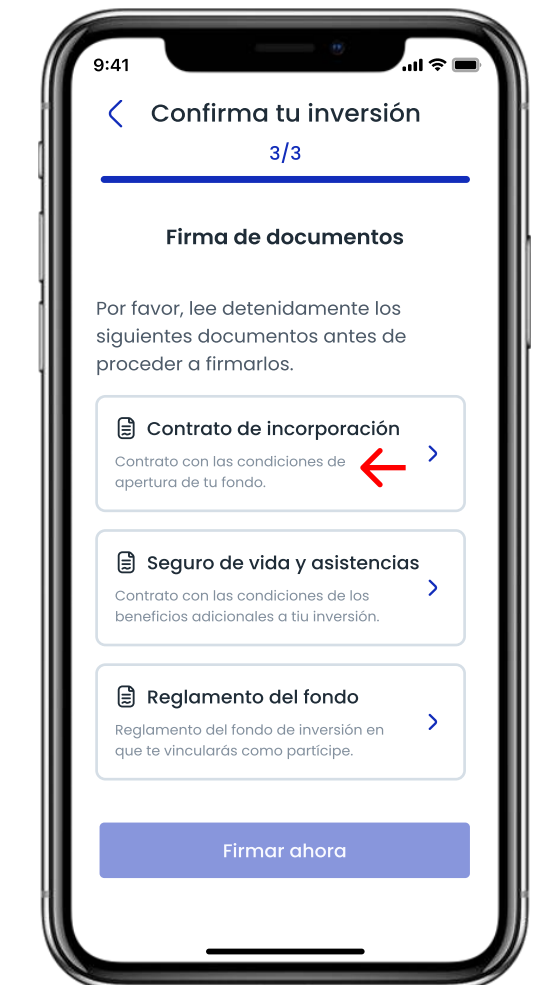 9:41
Confirma tu inversión
3/3
Firma de documentos
Por favor, lee detenidamente los
siguientes documentos antes de
proceder a firmarlos.
Contrato de incorporación
Contrato con las condiciones de
apertura de tu fondo.
Seguro de vida y asistencias
Contrato con las condiciones de los
beneficios adicionales a tiu inversión.
Reglamento del fondo
Reglamento del fondo de inversión en
que te vincularás como partícipe.
Firmar ahora